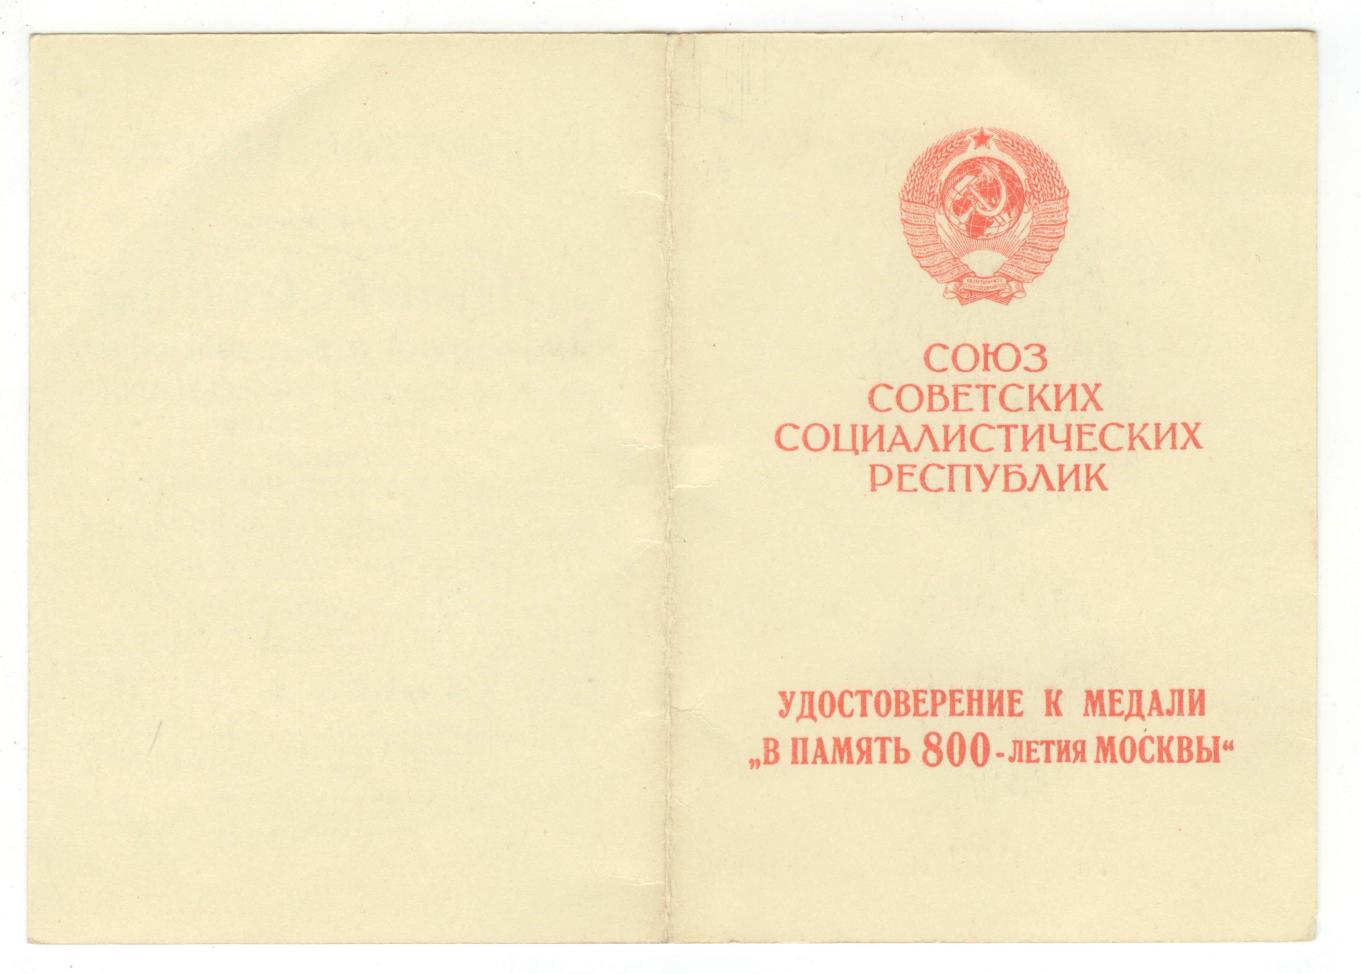 СОЮЗ
СОВЕТСКИХ
СОЦИАЛИСТИЧЕСКИХ
РЕСПУБЛИК
УДОСТОВЕРЕНИЕ К МЕДАЛИ
„В ПАМЯТЬ 800-ЛЕТИЯ МОСКВЫ“